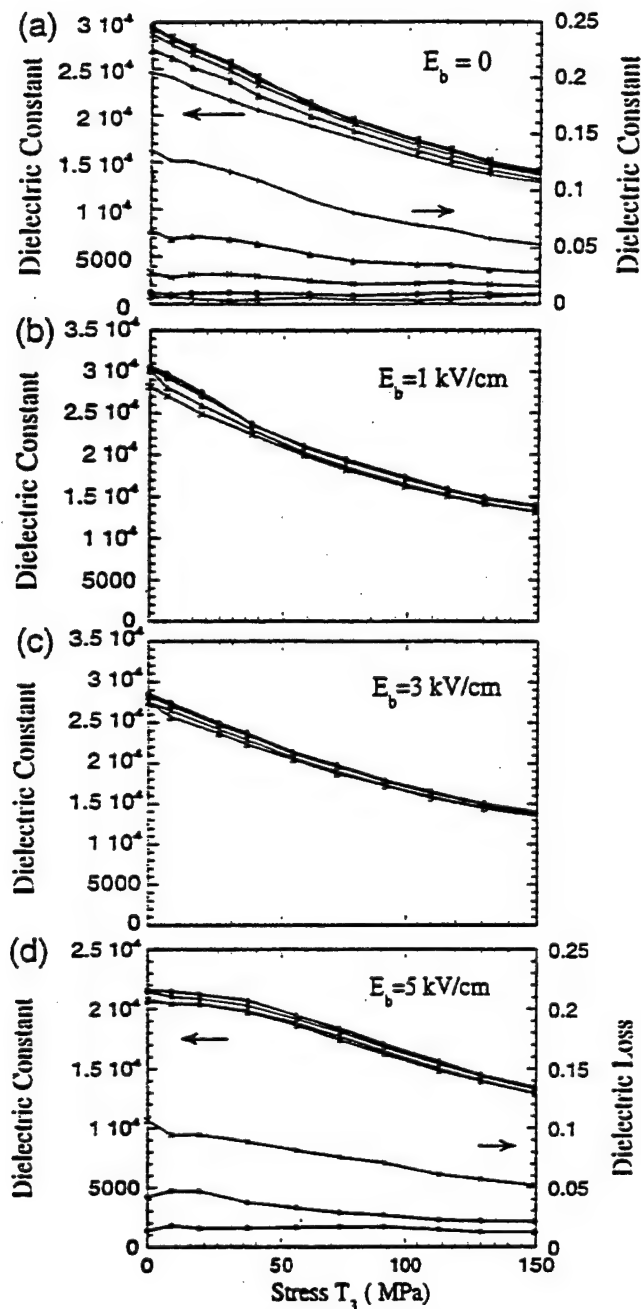 (a)
3 10⁴
2.5 10⁴
2 10⁴
1.5 10⁴
1 10⁴
5000
0
Dielectric Constant
E_b = 0
0.25
0.2
0.15
0.1
0.05
0
Dielectric Constant
(b)
3.5 10⁴
3 10⁴
2.5 10⁴
2 10⁴
1.5 10⁴
1 10⁴
5000
0
Dielectric Constant
E_b=1 kV/cm
(c)
3.5 10⁴
3 10⁴
2.5 10⁴
2 10⁴
1.5 10⁴
1 10⁴
5000
0
Dielectric Constant
E_b=3 kV/cm
(d)
2.5 10⁴
2 10⁴
1.5 10⁴
1 10⁴
5000
0
Dielectric Constant
E_b=5 kV/cm
0.25
0.2
0.15
0.1
0.05
0
Dielectric Loss
0 50 100 150
Stress T₃ ( MPa)